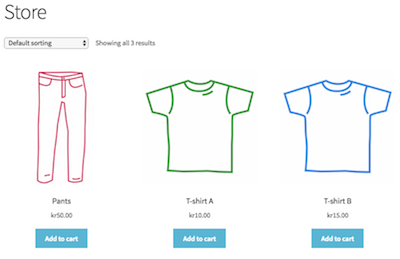 Store
Default sorting Showing all 3 results
Pants T-shirt A T-shirt B
kr50.00 kr10.00 kr15.00
Add to cart Add to cart Add to cart